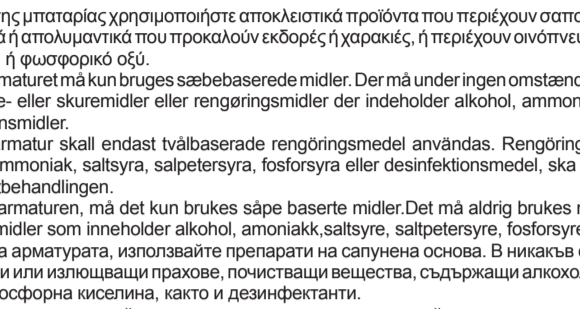 της μπαταρίας χρησιμοποιήστε αποκλειστικά προϊόντα που περιέχουν σαπο
ά ή απολυμαντικά που προκαλούν εκδορές ή χαρακιές, ή περιέχουν οινόπνευ
ή φωσφορικό οξύ.
rmaturet må kun bruges sæbebaserede midler. Der må under ingen omstænd
e- eller skuremidler eller rengøringsmidler der indeholder alkohol, ammon
nsmidler.
rmatur skall endast tvålbaserade rengöringsmedel användas. Rengöring
mmoniak, saltsyra, salpetersyra, fosforsyra eller desinfektionsmedel, ska
tbehandlingen.
armaturen, må det kun brukes såpe baserte midler.Det må aldrig brukes r
midler som inneholder alkohol, amoniakk,saltsyre, saltpetersyre, fosforsyre
а арматурата, използвайте препарати на сапунена основа. В никакъв с
и или излющващи прахове, почистващи вещества, съдържащи алкохол
осфорна киселина, както и дезинфектанти.